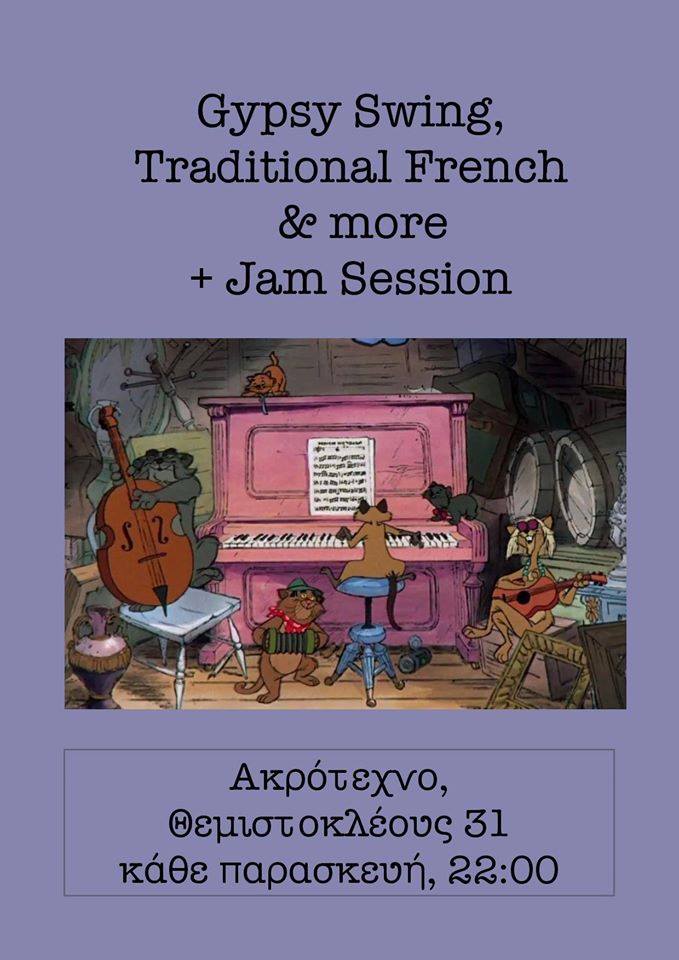 Gypsy Swing,
Traditional French
& more
+ Jam Session
Ακρότεχνο,
Θεμιστοκλέους 31
κάθε παρασκευή, 22:00